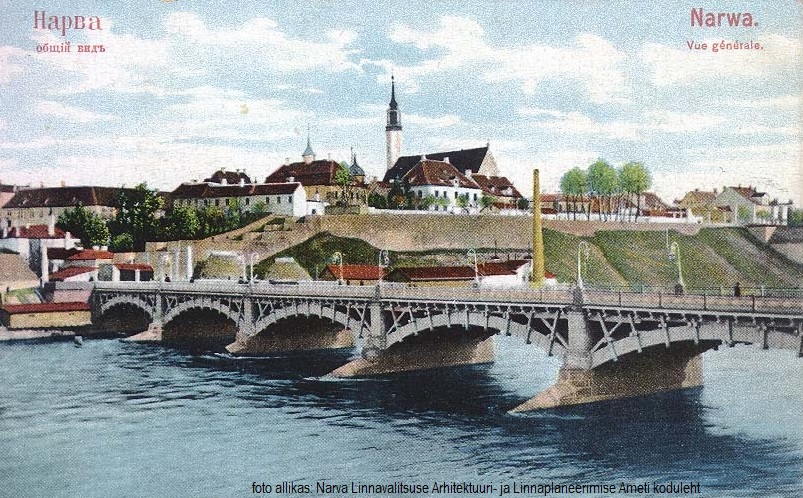 Нарва
общій видъ
Narwa.
Vue générale.
foto allikas: Narva Linnavalitsuse Arhitektuuri- ja Linnaplaneerimise Ameti koduleht